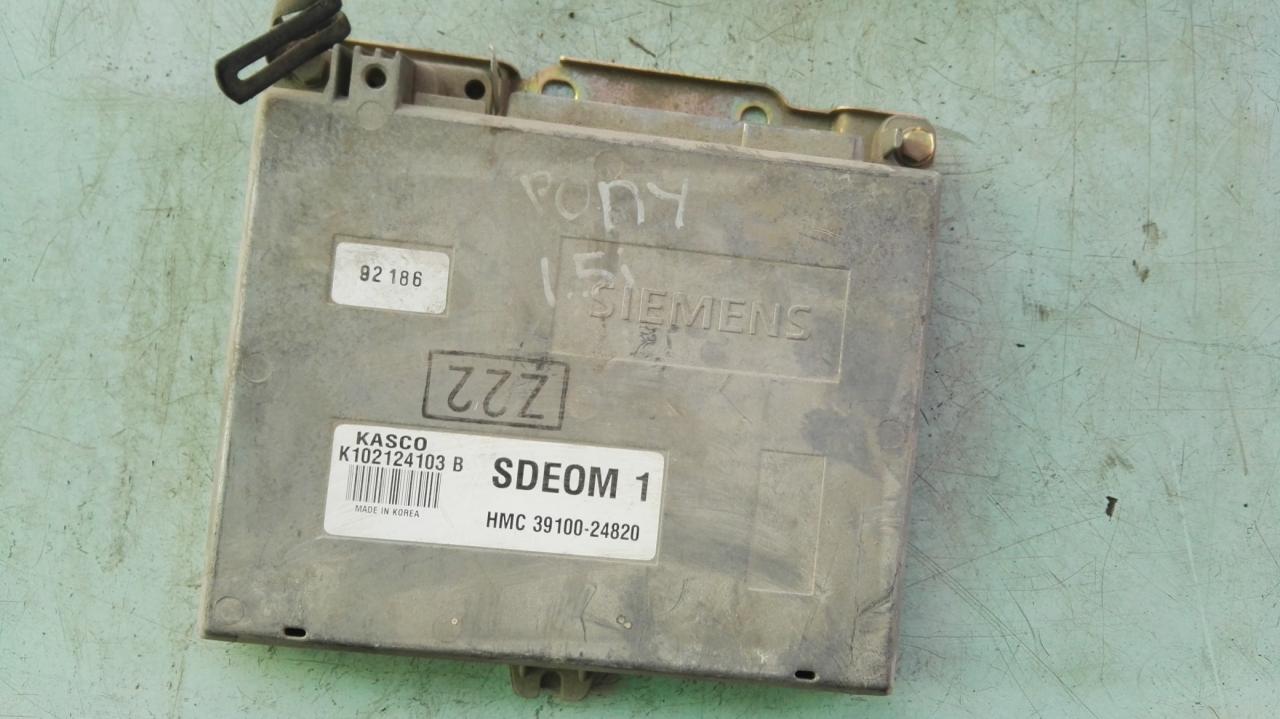 PONY
1.5i
92 186
SIEMENS
Z22
KASCO
K102124103 B
SDEOM 1
MADE IN KOREA
HMC 39100-24820